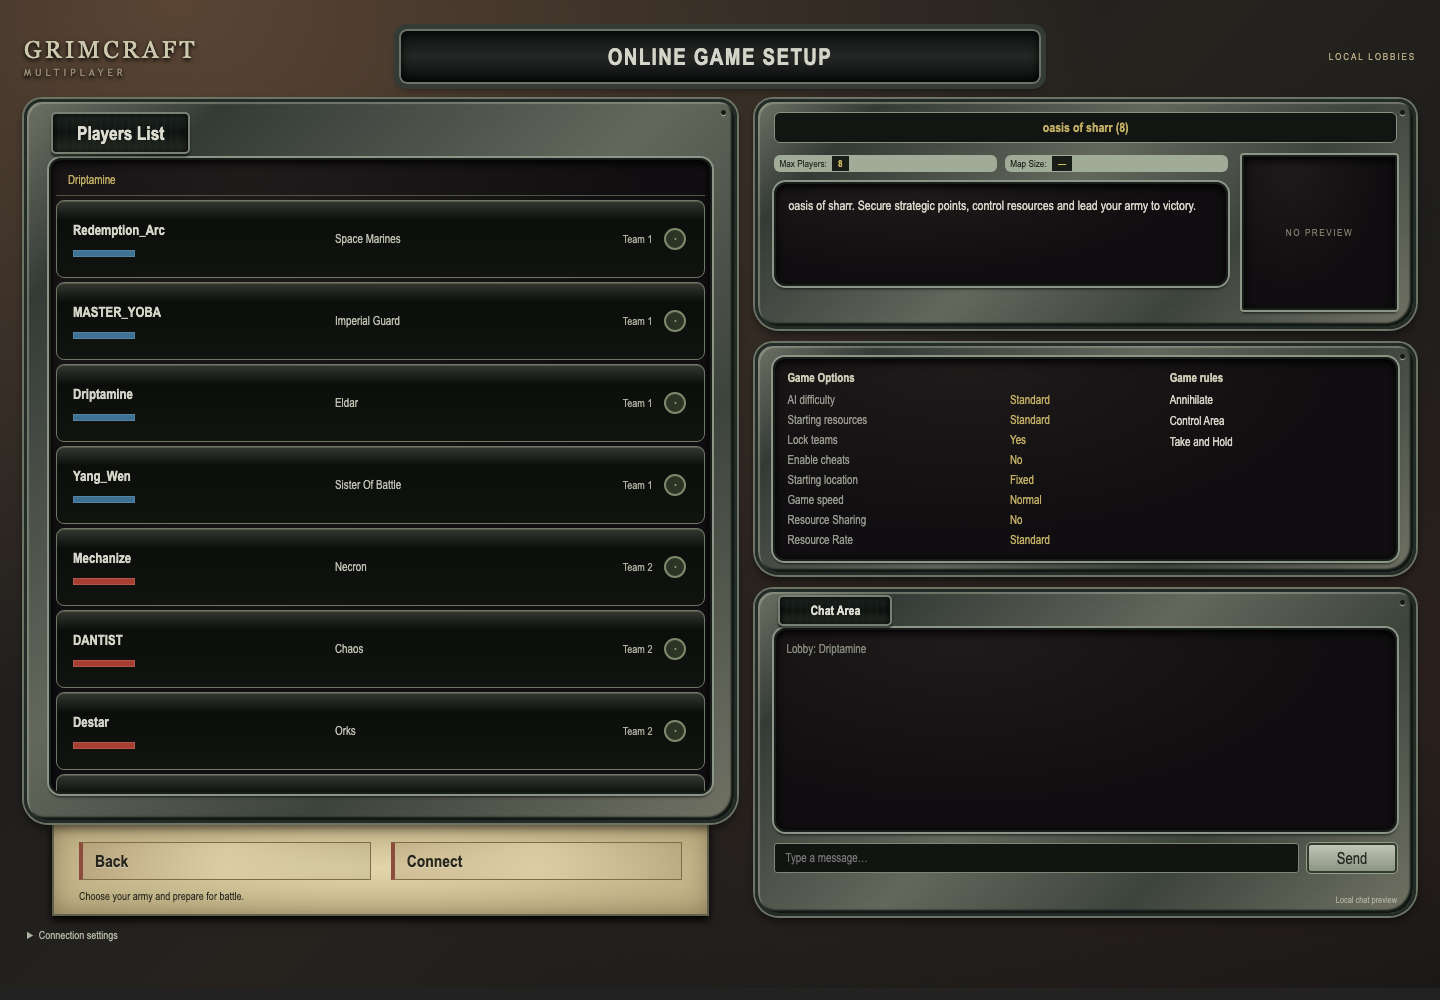 GRIMCRAFT
MULTIPLAYER
ONLINE GAME SETUP
LOCAL LOBBIES
Players List
Driptamine
Redemption_Arc
Space Marines
Team 1
MASTER_YOBA
Imperial Guard
Team 1
Driptamine
Eldar
Team 1
Yang_Wen
Sister Of Battle
Team 1
Mechanize
Necron
Team 2
DANTIST
Chaos
Team 2
Destar
Orks
Team 2
Back
Connect
Choose your army and prepare for battle.
▶ Connection settings
oasis of sharr (8)
Max Players: 8
Map Size: —
oasis of sharr. Secure strategic points, control resources and lead your army to victory.
NO PREVIEW
Game Options
AI difficulty Standard
Starting resources Standard
Lock teams Yes
Enable cheats No
Starting location Fixed
Game speed Normal
Resource Sharing No
Resource Rate Standard
Game rules
Annihilate
Control Area
Take and Hold
Chat Area
Lobby: Driptamine
Type a message...
Send
Local chat preview